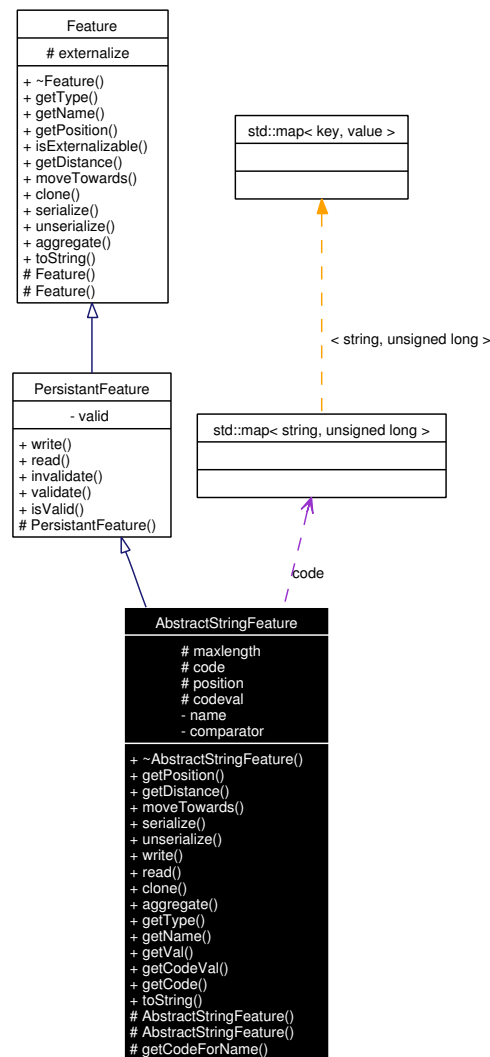 Feature
# externalize
+ ~Feature()
+ getType()
+ getName()
+ getPosition()
+ isExternalizable()
+ getDistance()
+ moveTowards()
+ clone()
+ serialize()
+ unserialize()
+ aggregate()
+ toString()
# Feature()
# Feature()
std::map< key, value >
< string, unsigned long >
PersistantFeature
- valid
+ write()
+ read()
+ invalidate()
+ validate()
+ isValid()
# PersistantFeature()
std::map< string, unsigned long >
code
AbstractStringFeature
# maxlength
# code
# position
# codeval
- name
- comparator
+ ~AbstractStringFeature()
+ getPosition()
+ getDistance()
+ moveTowards()
+ serialize()
+ unserialize()
+ write()
+ read()
+ clone()
+ aggregate()
+ getType()
+ getName()
+ getVal()
+ getCodeVal()
+ getCode()
+ toString()
# AbstractStringFeature()
# AbstractStringFeature()
# getCodeForName()